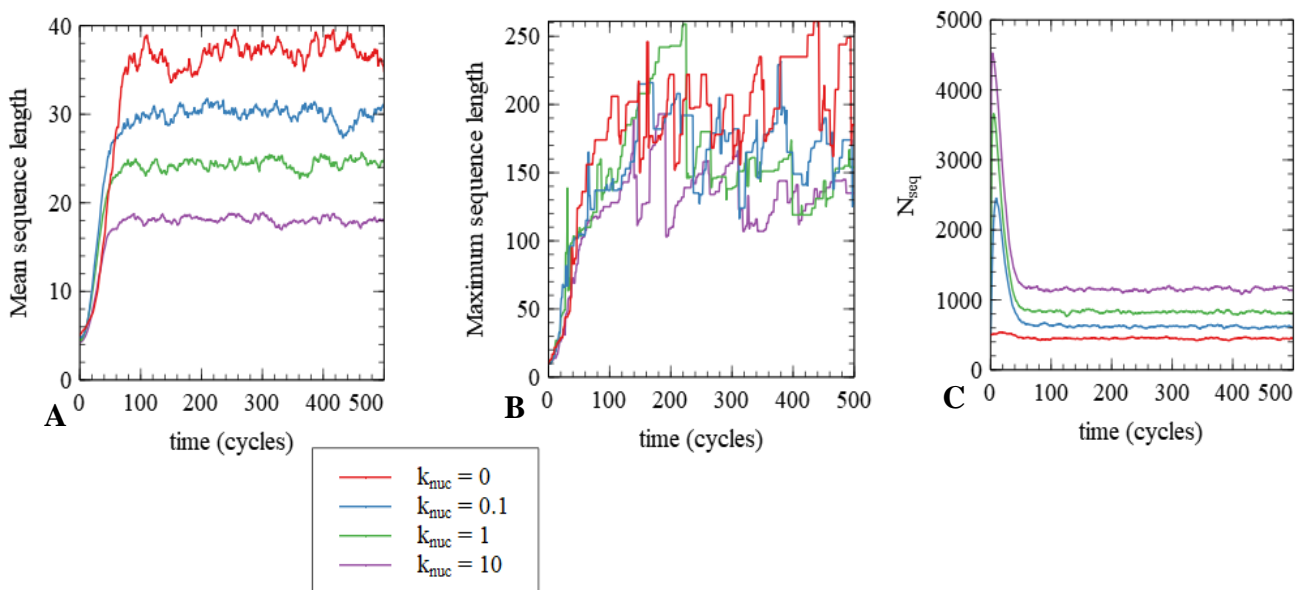 40
30
20
10
0
Mean sequence length
0 100 200 300 400 500
time (cycles)
A
250
200
150
100
50
0
Maximum sequence length
0 100 200 300 400 500
time (cycles)
B
5000
4000
3000
2000
1000
0
Nseq
0 100 200 300 400 500
time (cycles)
C
knuc = 0
knuc = 0.1
knuc = 1
knuc = 10